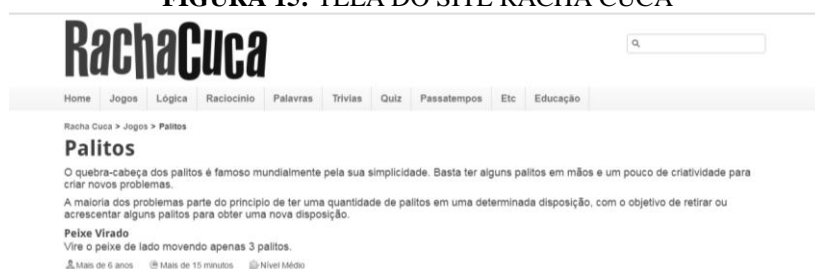 FIGURA 15: TELA DO SITE RACHA CUCA
RachaCuca
Home Jogos Lógica Raciocínio Palavras Trivias Quiz Passatempos Etc Educação
Racha Cuca > Jogos > Palitos
Palitos
O quebra-cabeça dos palitos é famoso mundialmente pela sua simplicidade. Basta ter alguns palitos em mãos e um pouco de criatividade para
criar novos problemas.
A maioria dos problemas parte do princípio de ter uma quantidade de palitos em uma determinada disposição, com o objetivo de retirar ou
acrescentar alguns palitos para obter uma nova disposição.
Peixe Virado
Vire o peixe de lado movendo apenas 3 palitos.
Mais de 6 anos Mais de 15 minutos Nível Médio